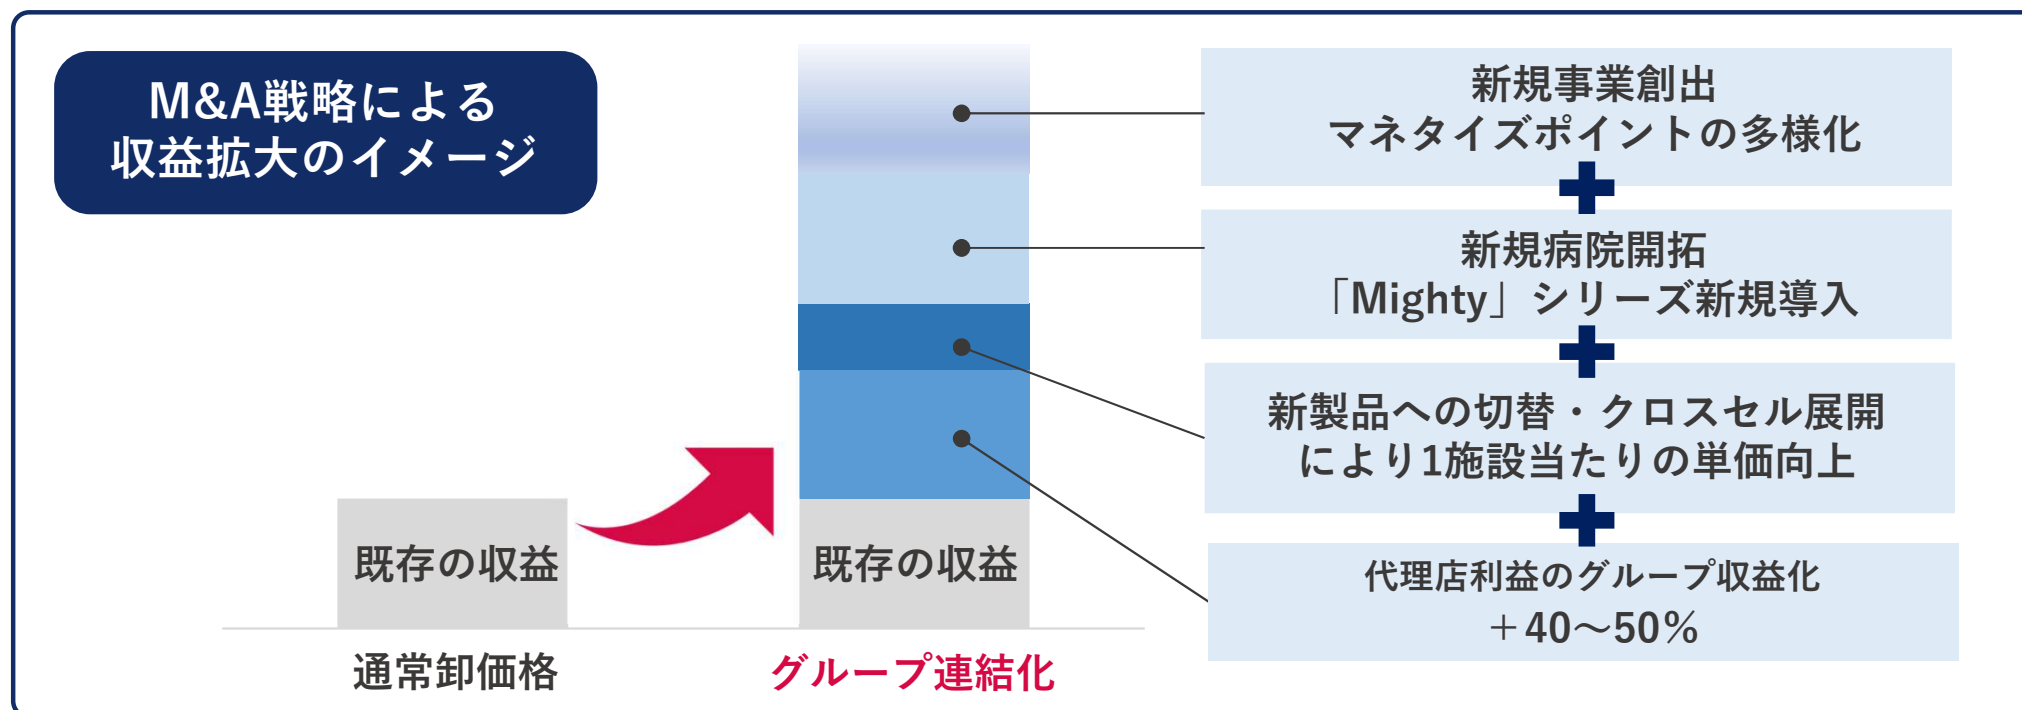 M&A戦略による
収益拡大のイメージ
新規事業創出
マネタイズポイントの多様化
新規病院開拓
「Mighty」シリーズ新規導入
新製品への切替・クロスセル展開
により1施設当たりの単価向上
代理店利益のグループ収益化
＋40～50％
既存の収益
既存の収益
通常卸価格
グループ連結化